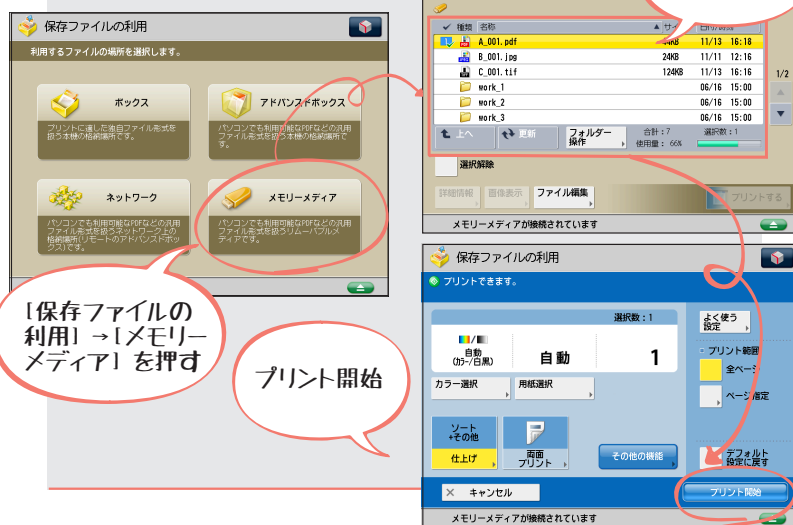 保存ファイルの利用
利用するファイルの場所を選択します。
ボックス
プリントに適した独自ファイル形式を
扱う本機の格納場所です。
アドバンスドボックス
パソコンでも利用可能なPDFなどの汎用
ファイル形式を扱う本機の格納場所で
す。
ネットワーク
パソコンでも利用可能なPDFなどの汎用
ファイル形式を扱うネットワーク上の
格納場所(リモートのアドバンスドボッ
クス)です。
メモリーメディア
パソコンでも利用可能なPDFなどの汎用
ファイル形式を扱うリムーバブルメ
ディアです。
[保存ファイルの
利用]→[メモリー
メディア]を押す
プリント開始
種類 名称 ▲ サイ
1 A_001.pdf 44KB 11/13 16:18
B_001.jpg 24KB 11/11 12:16
C_001.tif 124KB 11/13 16:16
work_1 06/16 15:00
work_2 06/16 15:00
work_3 06/16 15:00
1/2
上へ 更新 フォルダー
操作
合計:7 選択数:1
使用量: 66%
選択解除
詳細情報 画像表示 ファイル編集 プリントする
メモリーメディアが接続されています
保存ファイルの利用
プリントできます。
選択数:1
自動
(カラー/白黒)
自動
1
カラー選択 用紙選択
ソート
+その他
仕上げ
両面
プリント
その他の機能
よく使う
設定
プリント範囲
全ページ
ページ指定
デフォルト
設定に戻す
× キャンセル
プリント開始
メモリーメディアが接続されています